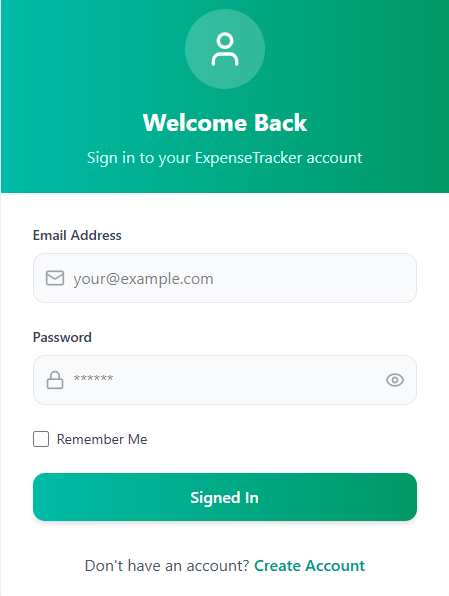 Welcome Back
Sign in to your ExpenseTracker account
Email Address
your@example.com
Password
******
Remember Me
Signed In
Don't have an account? Create Account